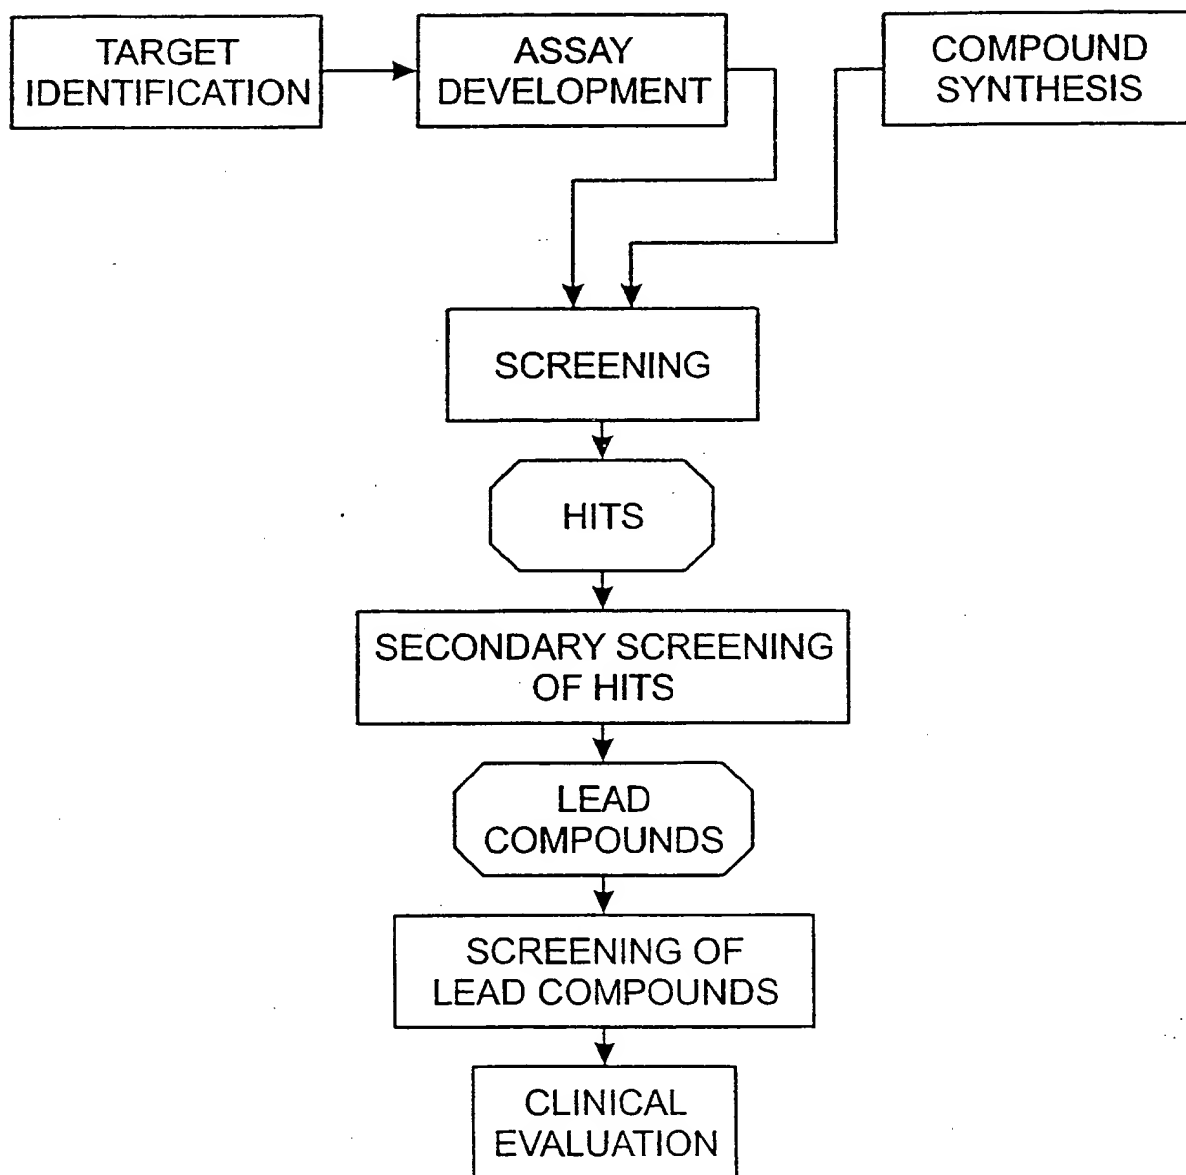 TARGET
IDENTIFICATION
ASSAY
DEVELOPMENT
COMPOUND
SYNTHESIS
SCREENING
HITS
SECONDARY SCREENING
OF HITS
LEAD
COMPOUNDS
SCREENING OF
LEAD COMPOUNDS
CLINICAL
EVALUATION